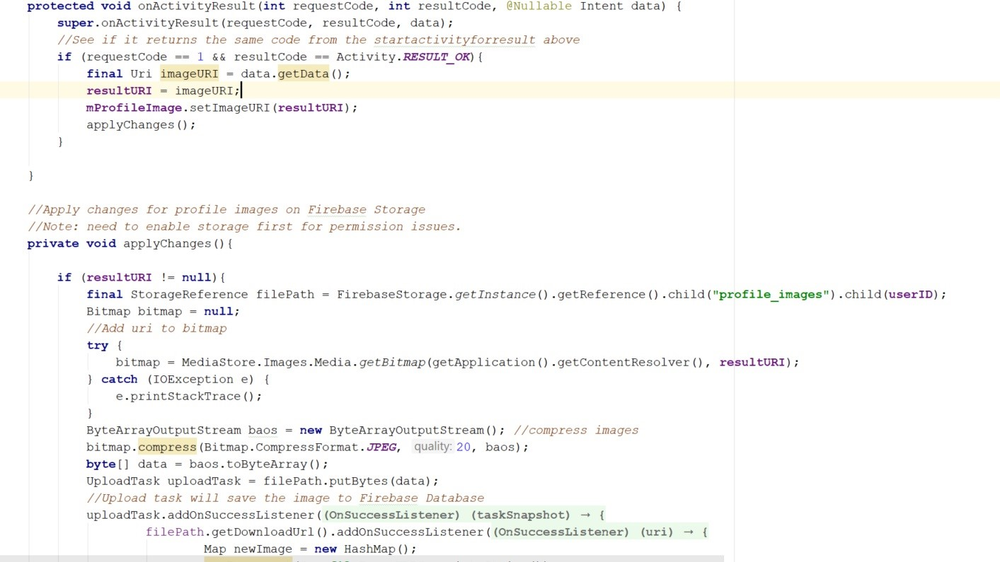 protected void onActivityResult(int requestCode, int resultCode, @Nullable Intent data) {
super.onActivityResult(requestCode, resultCode, data);
//See if it returns the same code from the startactivityforresult above
if (requestCode == 1 && resultCode == Activity.RESULT_OK){
final Uri imageURI = data.getData();
resultURI = imageURI;
mProfileImage.setImageURI(resultURI);
applyChanges();
}
}
//Apply changes for profile images on Firebase Storage
//Note: need to enable storage first for permission issues.
private void applyChanges(){
if (resultURI != null){
final StorageReference filePath = FirebaseStorage.getInstance().getReference().child("profile_images").child(userID);
Bitmap bitmap = null;
//Add uri to bitmap
try {
bitmap = MediaStore.Images.Media.getBitmap(getApplication().getContentResolver(), resultURI);
} catch (IOException e) {
e.printStackTrace();
}
ByteArrayOutputStream baos = new ByteArrayOutputStream(); //compress images
bitmap.compress(Bitmap.CompressFormat.JPEG, quality: 20, baos);
byte[] data = baos.toByteArray();
UploadTask uploadTask = filePath.putBytes(data);
//Upload task will save the image to Firebase Database
uploadTask.addOnSuccessListener((OnSuccessListener) (taskSnapshot) → {
filePath.getDownloadUrl().addOnSuccessListener((OnSuccessListener) (uri) → {
Map newImage = new HashMap();